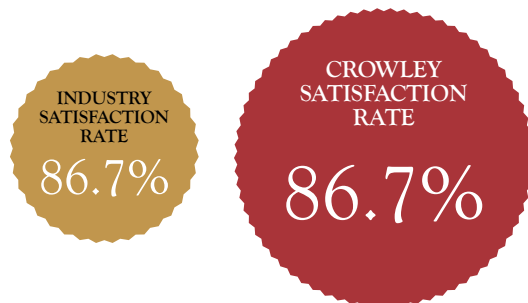 INDUSTRY
SATISFACTION
RATE
86.7%
CROWLEY
SATISFACTION
RATE
86.7%